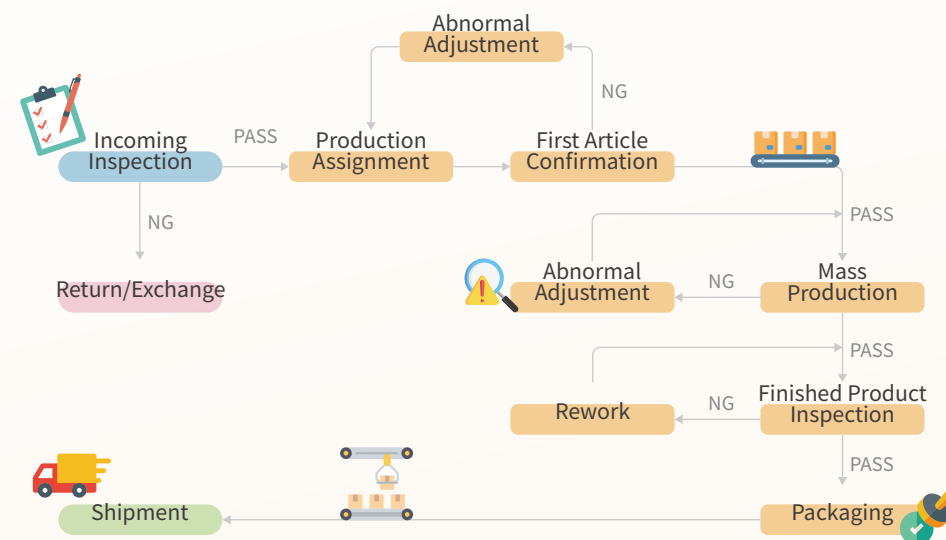 Abnormal
Adjustment
NG
Incoming
Inspection
PASS
Production
Assignment
First Article
Confirmation
NG
PASS
Return/Exchange
Abnormal
Adjustment
NG
Mass
Production
PASS
Rework
NG
Finished Product
Inspection
PASS
Shipment
Packaging